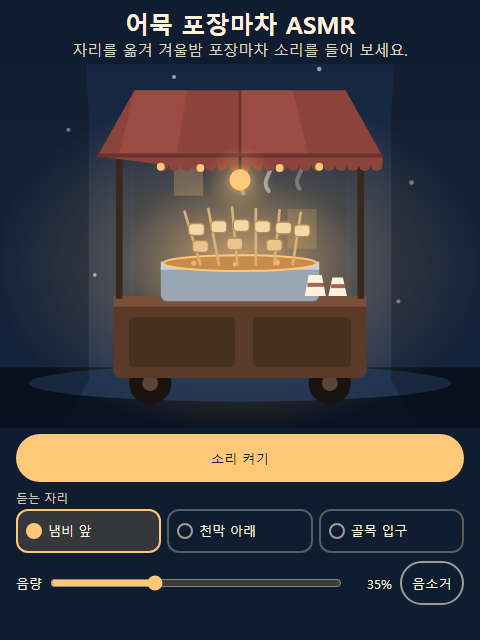 어묵 포장마차 ASMR
자리를 옮겨 겨울밤 포장마차 소리를 들어 보세요.
소리 켜기
듣는 자리
냄비 앞
천막 아래
골목 입구
음량
35%
음소거